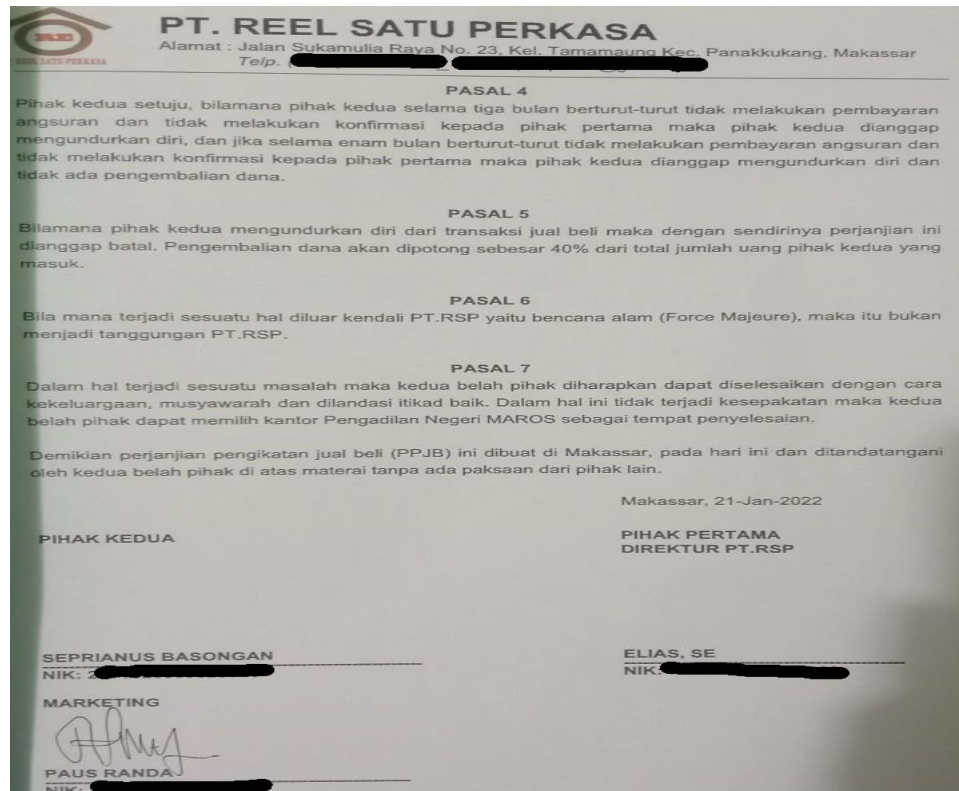 REI
REEL SATU PERKASA
PT. REEL SATU PERKASA
Alamat : Jalan Sukamulia Raya No. 23, Kel. Tamamaung Kec. Panakkukang, Makassar
Telp.
PASAL 4
Pihak kedua setuju, bilamana pihak kedua selama tiga bulan berturut-turut tidak melakukan pembayaran
angsuran dan tidak melakukan konfirmasi kepada pihak pertama maka pihak kedua dianggap
mengundurkan diri, dan jika selama enam bulan berturut-turut tidak melakukan pembayaran angsuran dan
tidak melakukan konfirmasi kepada pihak pertama maka pihak kedua dianggap mengundurkan diri dan
tidak ada pengembalian dana.
PASAL 5
Bilamana pihak kedua mengundurkan diri dari transaksi jual beli maka dengan sendirinya perjanjian ini
dianggap batal. Pengembalian dana akan dipotong sebesar 40% dari total jumlah uang pihak kedua yang
masuk.
PASAL 6
Bila mana terjadi sesuatu hal diluar kendali PT.RSP yaitu bencana alam (Force Majeure), maka itu bukan
menjadi tanggungan PT.RSP.
PASAL 7
Dalam hal terjadi sesuatu masalah maka kedua belah pihak diharapkan dapat diselesaikan dengan cara
kekeluargaan, musyawarah dan dilandasi itikad baik. Dalam hal ini tidak terjadi kesepakatan maka kedua
belah pihak dapat memilih kantor Pengadilan Negeri MAROS sebagai tempat penyelesaian.
Demikian perjanjian pengikatan jual beli (PPJB) ini dibuat di Makassar, pada hari ini dan ditandatangani
oleh kedua belah pihak di atas materai tanpa ada paksaan dari pihak lain.
Makassar, 21-Jan-2022
PIHAK KEDUA
PIHAK PERTAMA
DIREKTUR PT.RSP
SEPRIANUS BASONGAN
NIK: 2
ELIAS, SE
NIK:
MARKETING
PAUS RANDA
NIK: